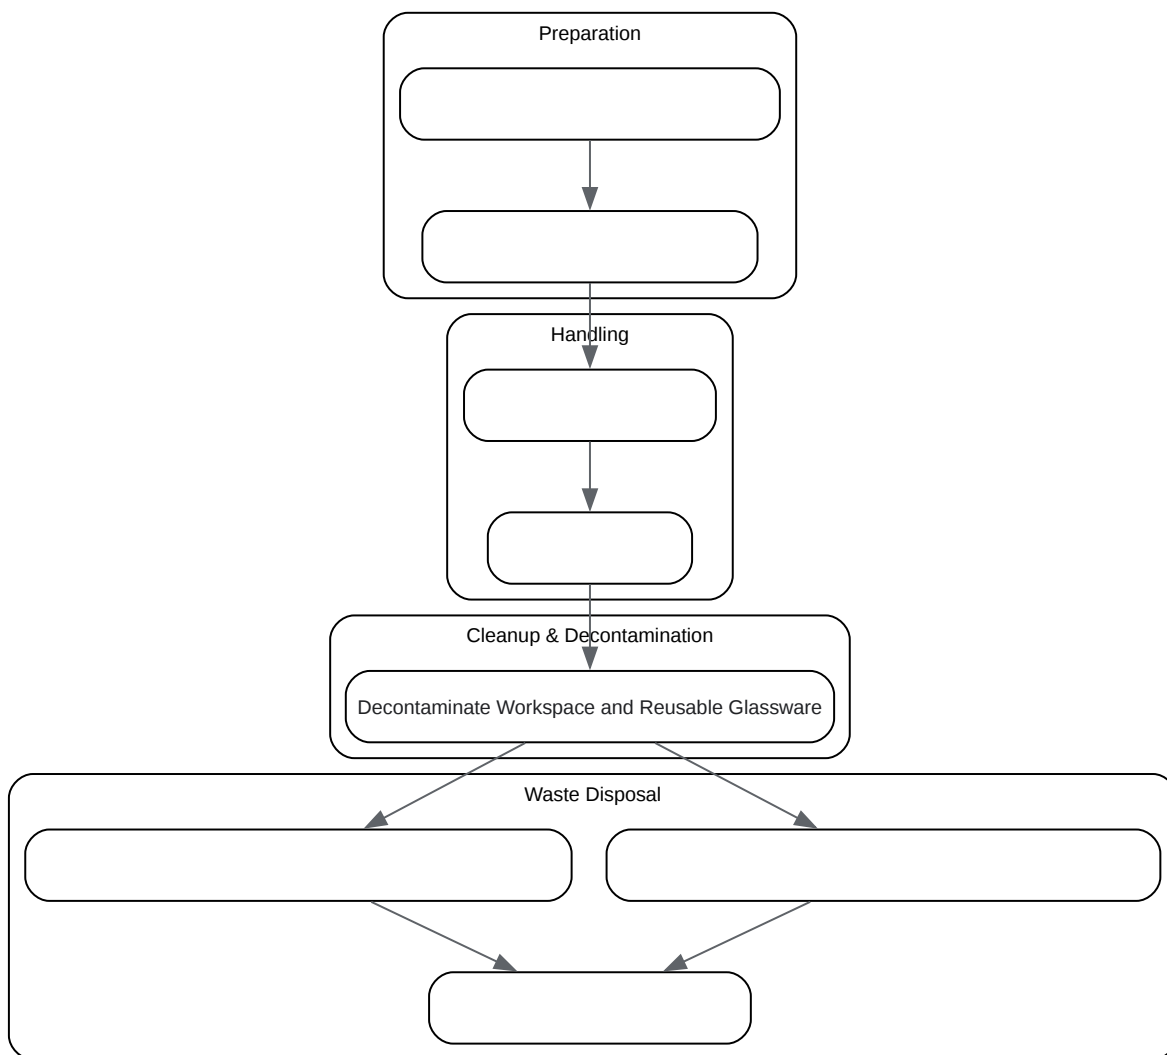 Preparation
Handling
Cleanup & Decontamination
Decontaminate Workspace and Reusable Glassware
Waste Disposal